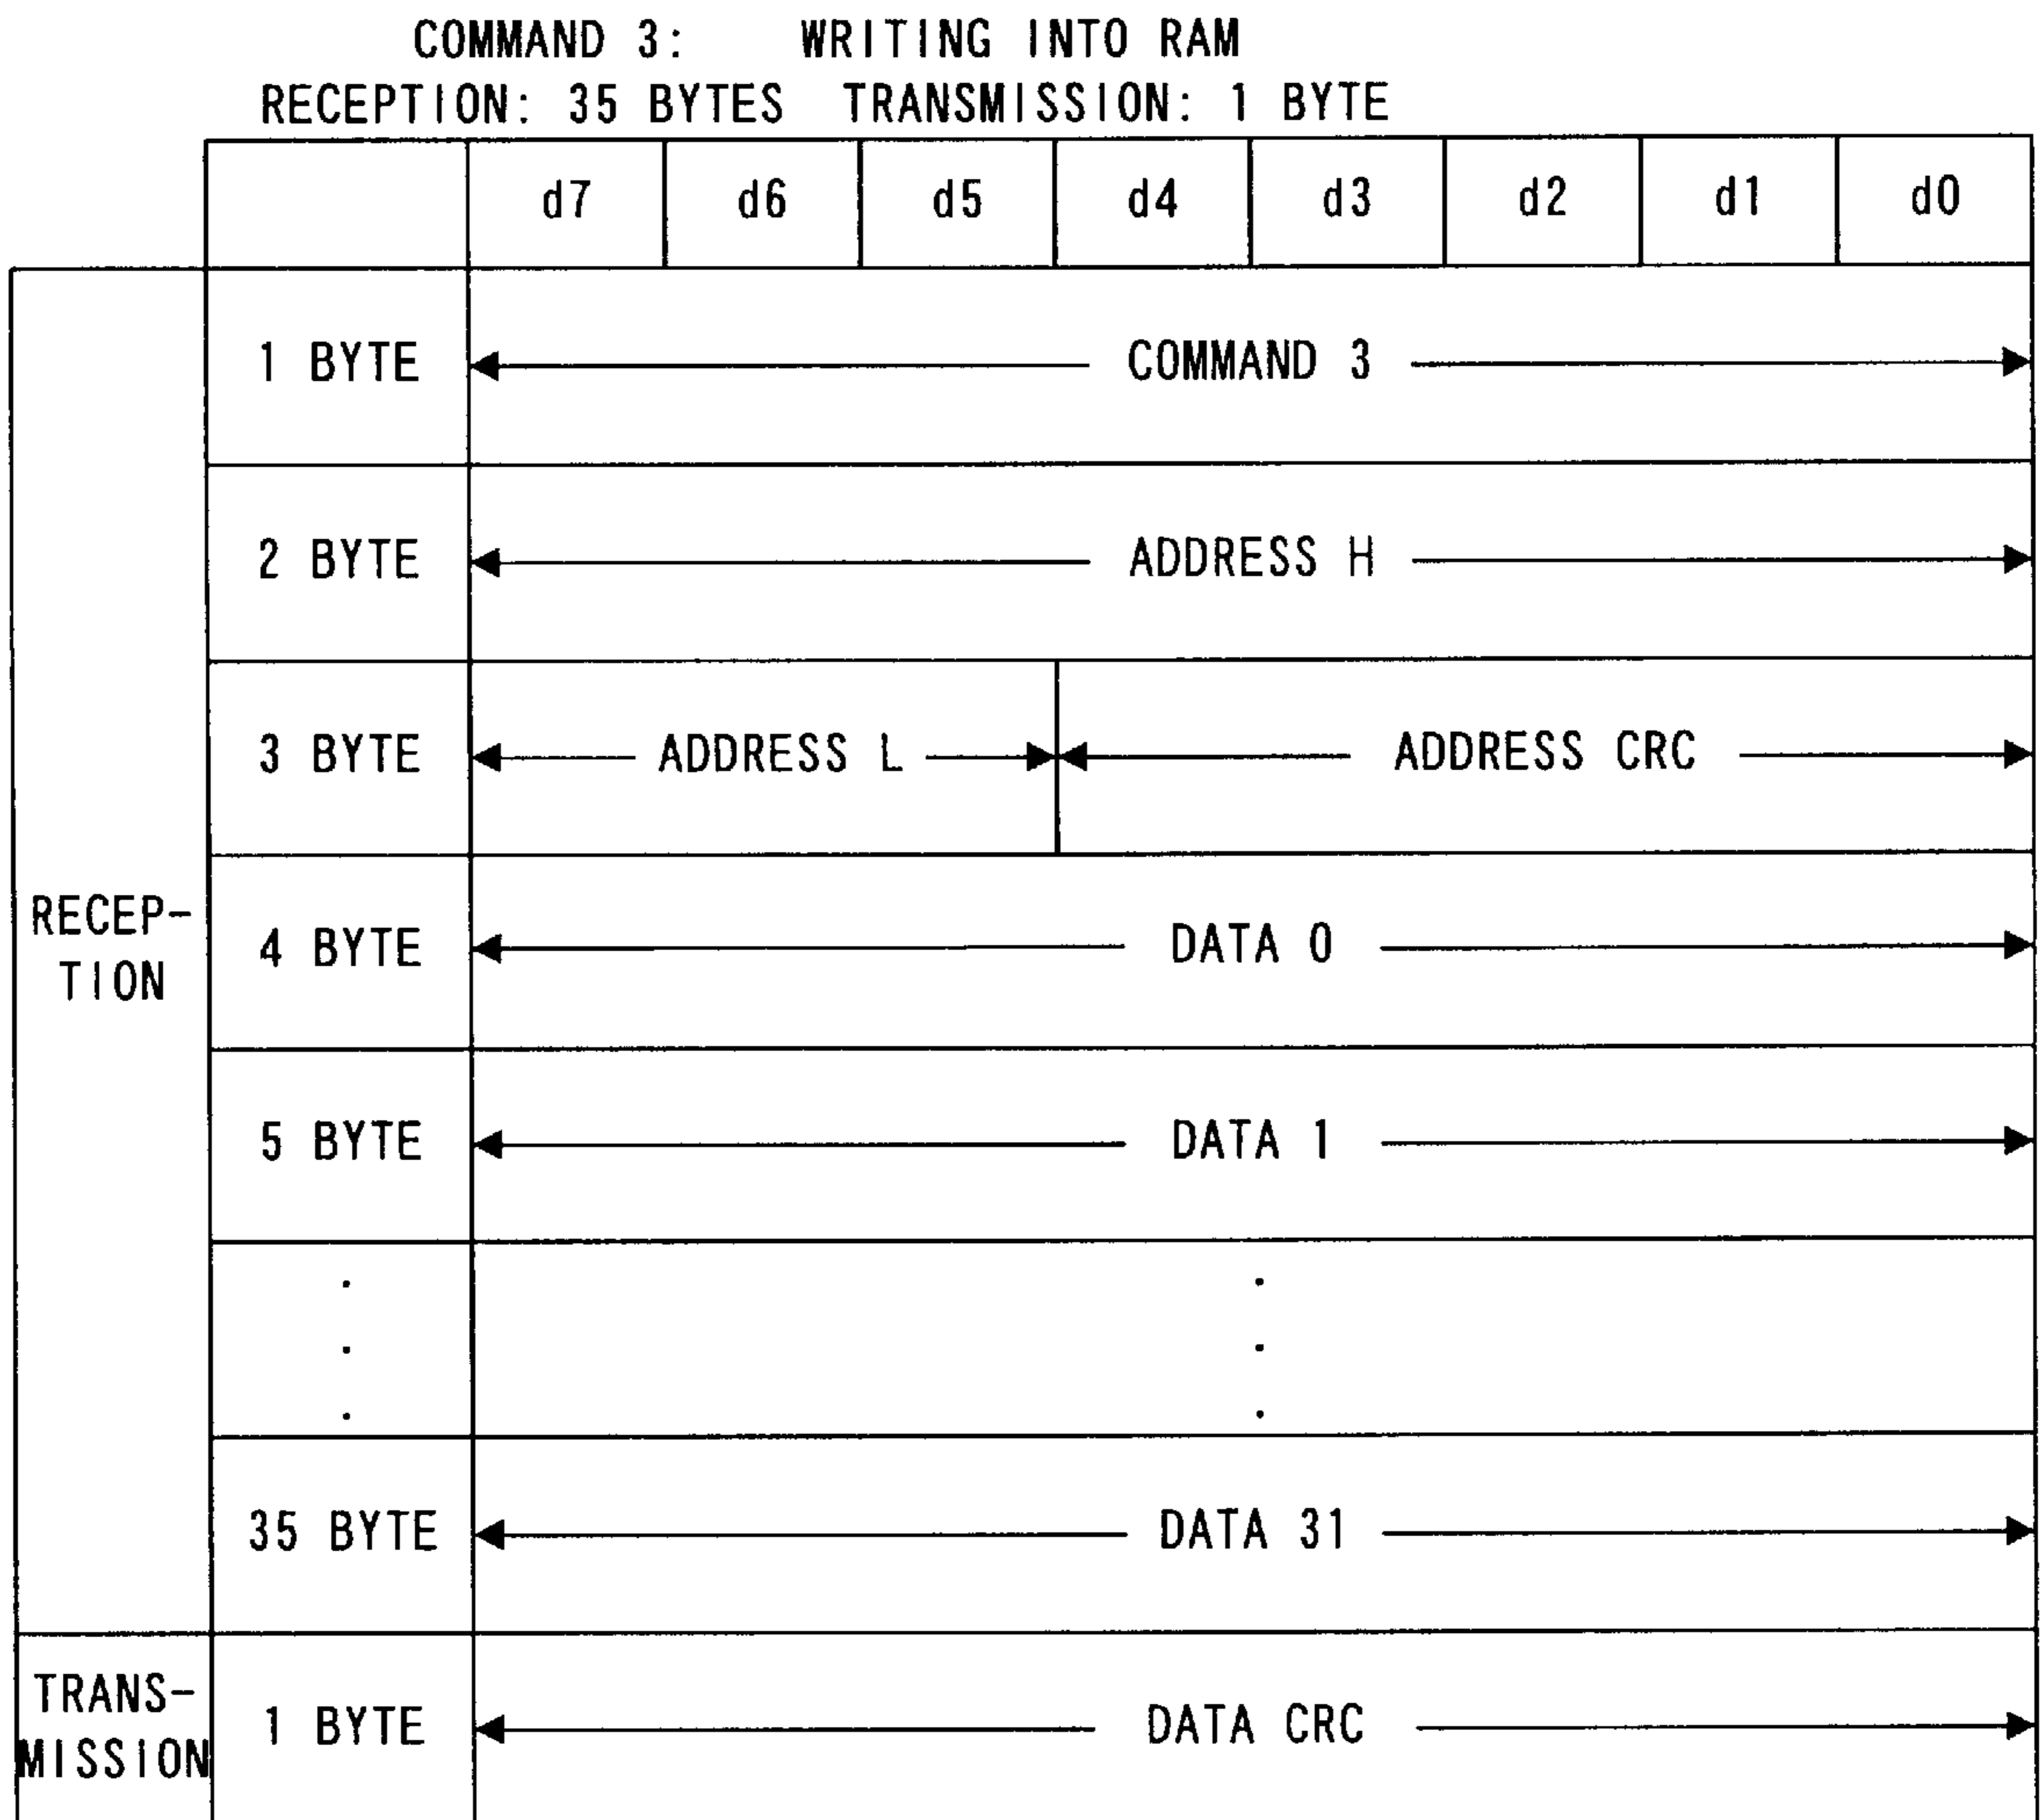 COMMAND 3: WRITING INTO RAM
RECEPTION: 35 BYTES TRANSMISSION: 1 BYTE
d7 d6 d5 d4 d3 d2 d1 d0
1 BYTE COMMAND 3
2 BYTE ADDRESS H
3 BYTE ADDRESS L ADDRESS CRC
RECEP-
TION
4 BYTE DATA 0
5 BYTE DATA 1
35 BYTE DATA 31
TRANS-
MISSION
1 BYTE DATA CRC